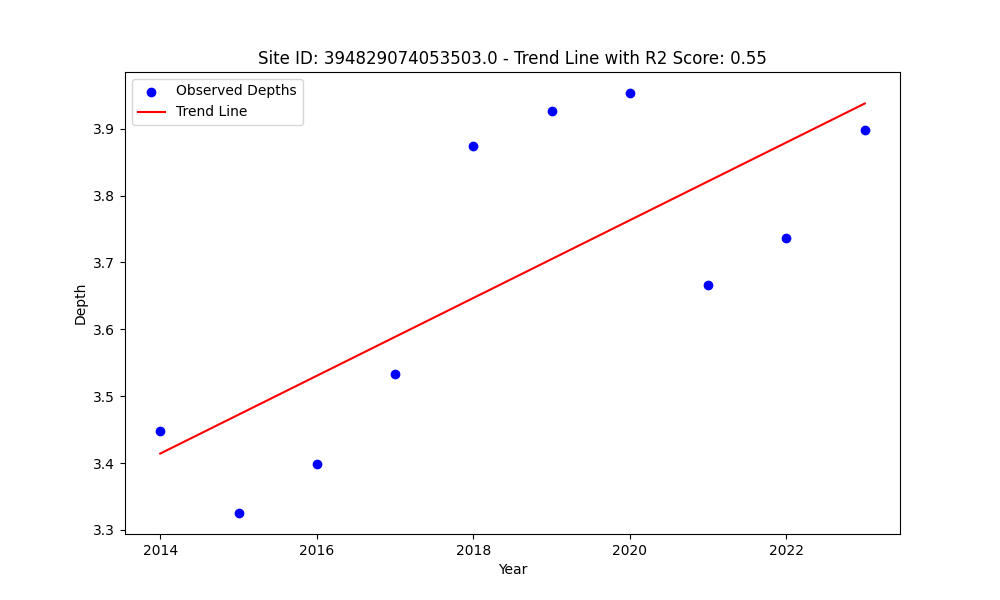 Site ID: 394829074053503.0 - Trend Line with R2 Score: 0.55
Observed Depths
Trend Line
3.9
3.8
3.7
3.6
3.5
3.4
3.3
Depth
2014
2016
2018
2020
2022
Year